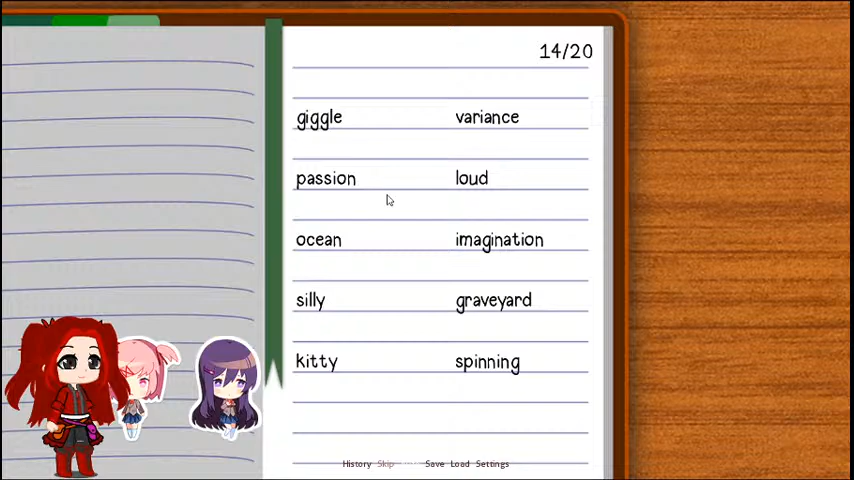 14/20
giggle variance
passion loud
ocean imagination
silly graveyard
kitty spinning
History Skip Save Load Settings